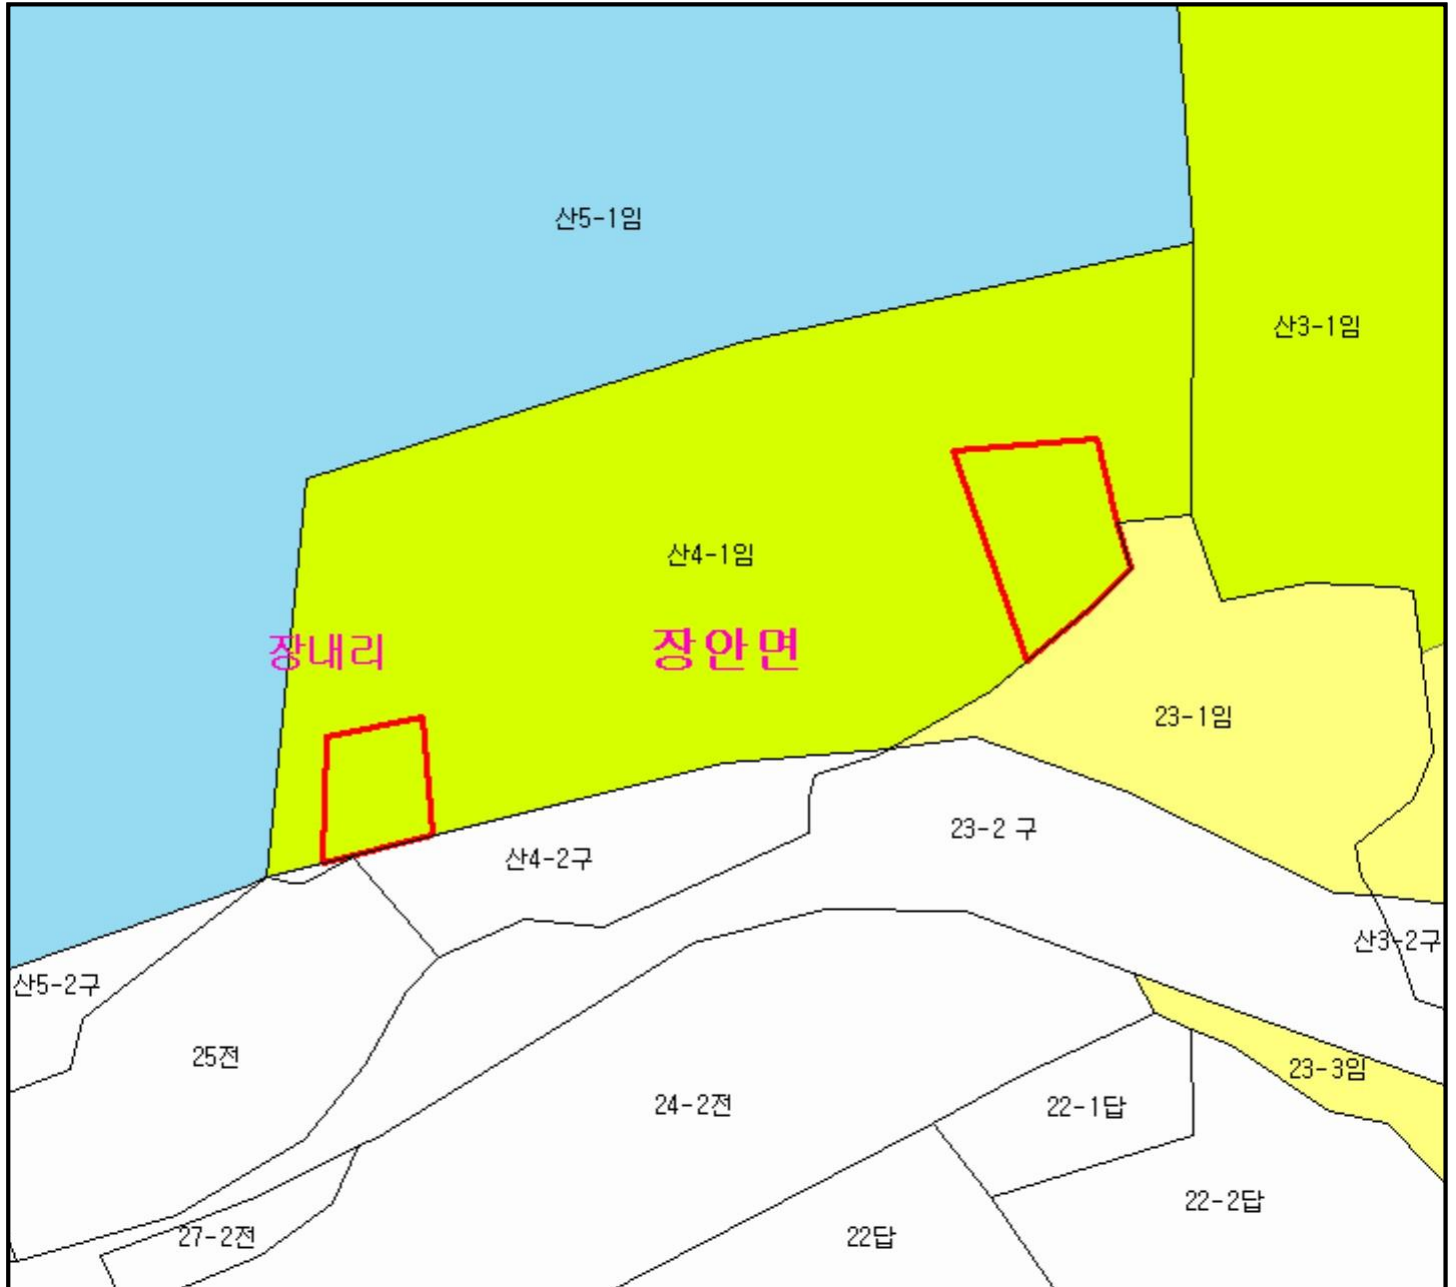 산5-1임
산3-1임
산4-1임
장내리
장안면
23-1임
23-2 구
산4-2구
산3-2구
산5-2구
25전
23-3임
24-2전
22-1답
22-2답
27-2전
22답